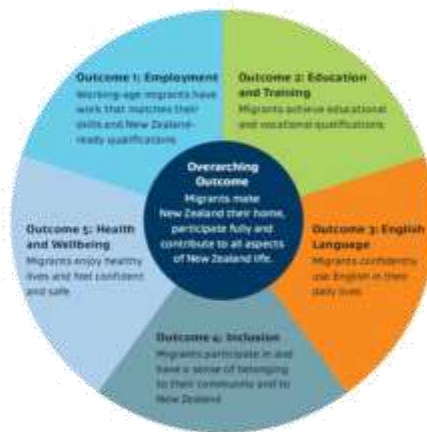 Outcome 1: Employment
Working-age migrants have
work that matches their
skills and New Zealand-
ready qualifications
Outcome 2: Education
and Training
Migrants achieve educational
and vocational qualifications
Overarching
Outcome
Migrants make
New Zealand their home,
participate fully and
contribute to all aspects
of New Zealand life.
Outcome 3: English
Language
Migrants confidently
use English in their
daily lives
Outcome 4: Inclusion
Migrants participate in and
have a sense of belonging
to their community and to
New Zealand
Outcome 5: Health
and Wellbeing
Migrants enjoy healthy
lives and feel confident
and safe